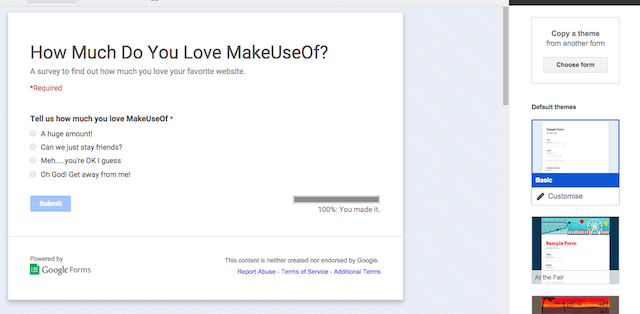 How Much Do You Love MakeUseOf?
A survey to find out how much you love your favorite website.
*Required
Tell us how much you love MakeUseOf *
A huge amount!
Can we just stay friends?
Meh.....you're OK I guess
Oh God! Get away from me!
Submit
100%: You made it.
Powered by
Google Forms
This content is neither created nor endorsed by Google.
Report Abuse - Terms of Service - Additional Terms
Copy a theme
from another form
Choose form
Default themes
Sample Form
Basic
Customise
Sample Form
At the Fair